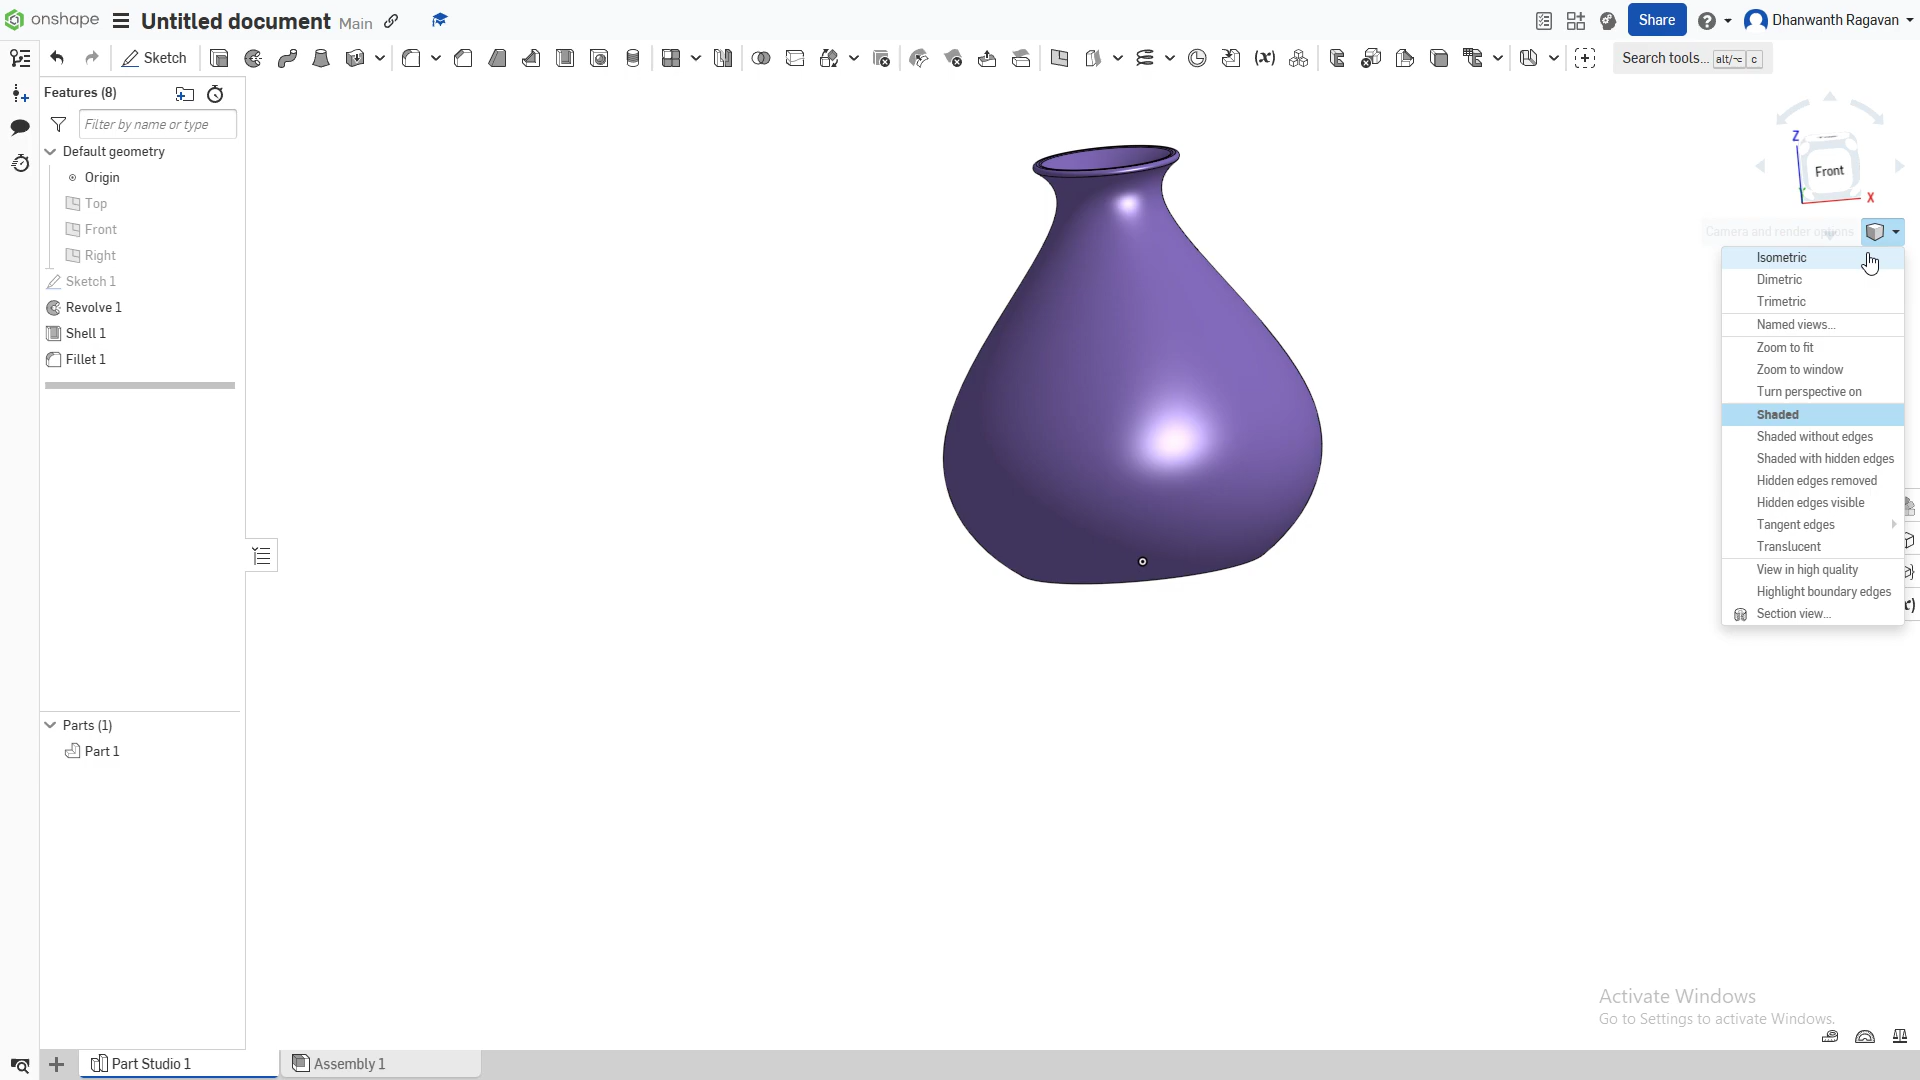 onshape
Untitled document Main
Share
Dhanwanth Ragavan
Sketch
Search tools... alt/⌥ c
Features (8)
Filter by name or type
Default geometry
Origin
Top
Front
Right
Sketch 1
Revolve 1
Shell 1
Fillet 1
Parts (1)
Part 1
Z
Front
X
Camera and render options
Isometric
Dimetric
Trimetric
Named views...
Zoom to fit
Zoom to window
Turn perspective on
Shaded
Shaded without edges
Shaded with hidden edges
Hidden edges removed
Hidden edges visible
Tangent edges
Translucent
View in high quality
Highlight boundary edges
Section view...
Activate Windows
Go to Settings to activate Windows.
Part Studio 1
Assembly 1